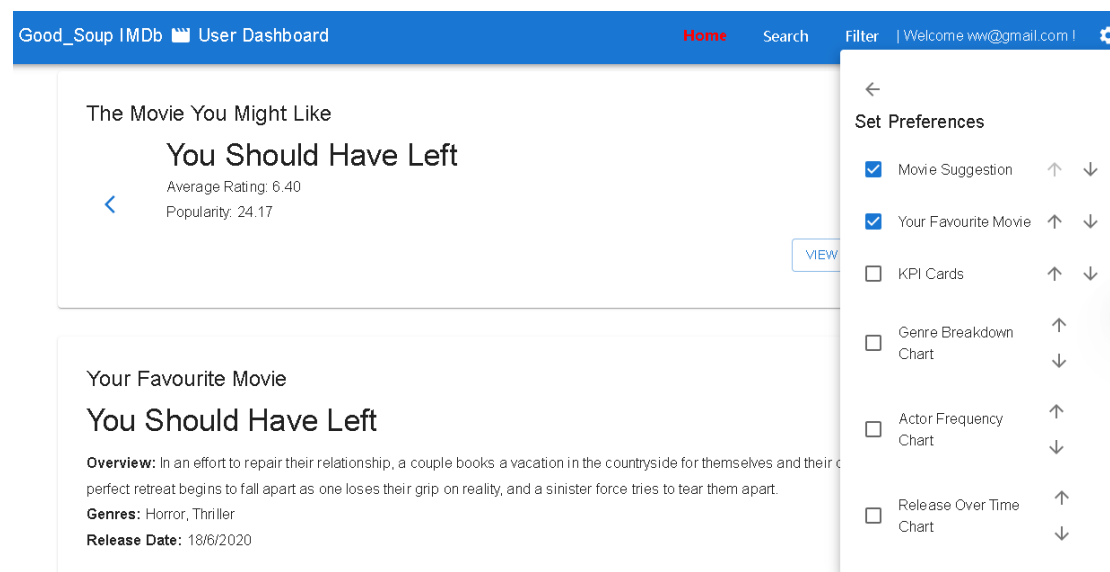 Good_Soup IMDb User Dashboard
Home Search Filter | Welcome ww@gmail.com !
The Movie You Might Like
You Should Have Left
Average Rating: 6.40
Popularity: 24.17
VIEW
Your Favourite Movie
You Should Have Left
Overview: In an effort to repair their relationship, a couple books a vacation in the countryside for themselves and their
perfect retreat begins to fall apart as one loses their grip on reality, and a sinister force tries to tear them apart.
Genres: Horror, Thriller
Release Date: 18/6/2020
Set Preferences
Movie Suggestion
Your Favourite Movie
KPI Cards
Genre Breakdown
Chart
Actor Frequency
Chart
Release Over Time
Chart